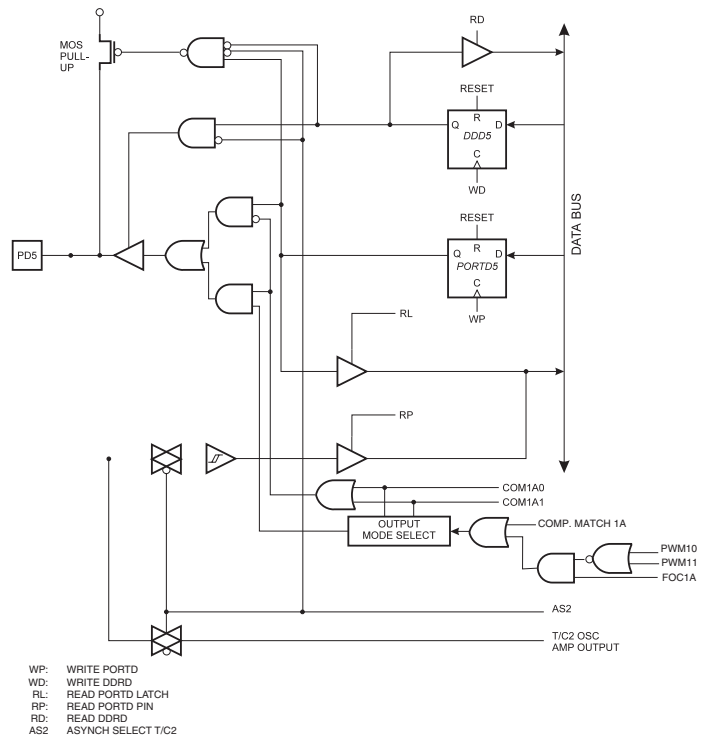 RD
MOS
PULL-
UP
RESET
R
Q
D
DDD5
C
WD
DATA BUS
RESET
R
Q
D
PORTD5
C
WP
PD5
RL
RP
COM1A0
COM1A1
OUTPUT
MODE SELECT
COMP. MATCH 1A
PWM10
PWM11
FOC1A
AS2
T/C2 OSC
AMP OUTPUT
WP: WRITE PORTD
WD: WRITE DDRD
RL: READ PORTD LATCH
RP: READ PORTD PIN
RD: READ DDRD
AS2 ASYNCH SELECT T/C2